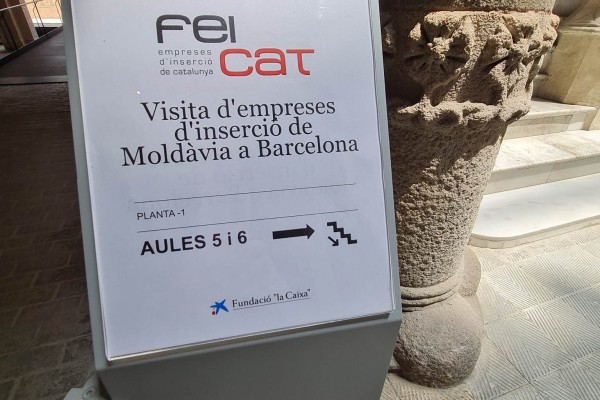 FEI
CAT
empreses
d'inserció
de catalunya
Visita d'empreses
d'inserció de
Moldàvia a Barcelona
PLANTA -1
AULES 5 i 6
Fundació "la Caixa"